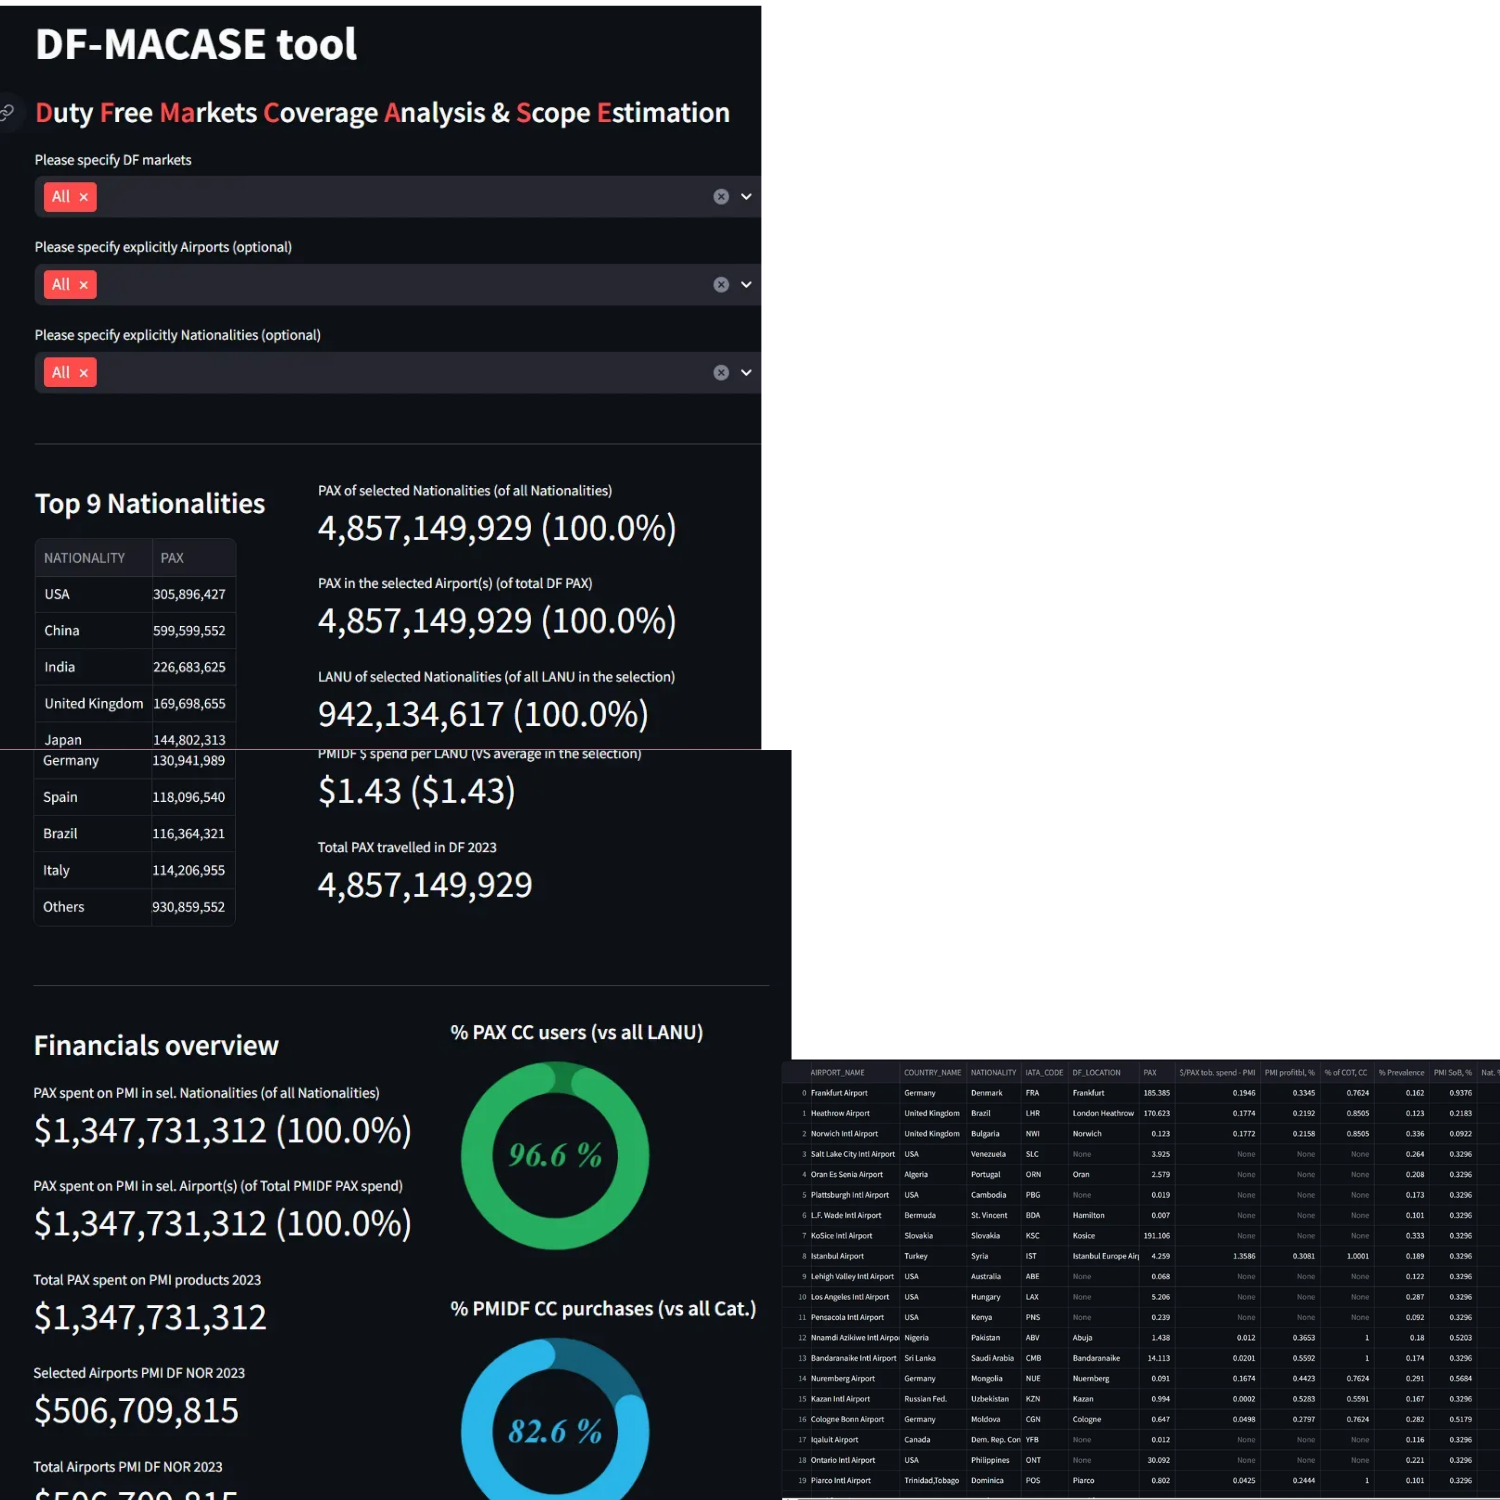 DF-MACASE tool
Duty Free Markets Coverage Analysis & Scope Estimation
Please specify DF markets
All ×
Please specify explicitly Airports (optional)
All ×
Please specify explicitly Nationalities (optional)
All ×
Top 9 Nationalities
NATIONALITY PAX
USA 305,896,427
China 599,599,552
India 226,683,625
United Kingdom 169,698,655
Japan 144,802,313
Germany 130,941,989
Spain 118,096,540
Brazil 116,364,321
Italy 114,206,955
Others 930,859,552
PAX of selected Nationalities (of all Nationalities)
4,857,149,929 (100.0%)
PAX in the selected Airport(s) (of total DF PAX)
4,857,149,929 (100.0%)
LANU of selected Nationalities (of all LANU in the selection)
942,134,617 (100.0%)
PMIDF $ spend per LANU (VS average in the selection)
$1.43 ($1.43)
Total PAX travelled in DF 2023
4,857,149,929
Financials overview
PAX spent on PMI in sel. Nationalities (of all Nationalities)
$1,347,731,312 (100.0%)
PAX spent on PMI in sel. Airport(s) (of Total PMIDF PAX spend)
$1,347,731,312 (100.0%)
Total PAX spent on PMI products 2023
$1,347,731,312
Selected Airports PMI DF NOR 2023
$506,709,815
Total Airports PMI DF NOR 2023
$506,709,815
% PAX CC users (vs all LANU)
96.6 %
% PMIDF CC purchases (vs all Cat.)
82.6 %
AIRPORT_NAME COUNTRY_NAME NATIONALITY IATA_CODE DF_LOCATION PAX $/PAX tob. spend - PMI PMI profitbl, % % of COT, CC % Prevalence PMI SoB, % Nat. %
0 Frankfurt Airport Germany Denmark FRA Frankfurt 185.385 0.1946 0.3345 0.7624 0.162 0.9376
1 Heathrow Airport United Kingdom Brazil LHR London Heathrow 170.623 0.1774 0.2192 0.8505 0.123 0.2183
2 Norwich Intl Airport United Kingdom Bulgaria NWI Norwich 0.123 0.1772 0.2158 0.8505 0.336 0.0922
3 Salt Lake City Intl Airport USA Venezuela SLC None 3.925 None None None 0.264 0.3296
4 Oran Es Senia Airport Algeria Portugal ORN Oran 2.579 None None None 0.208 0.3296
5 Plattsburgh Intl Airport USA Cambodia PBG None 0.019 None None None 0.173 0.3296
6 L.F. Wade Intl Airport Bermuda St. Vincent BDA Hamilton 0.007 None None None 0.101 0.3296
7 KoSice Intl Airport Slovakia Slovakia KSC Kosice 191.106 None None None 0.333 0.3296
8 Istanbul Airport Turkey Syria IST Istanbul Europe Airp 4.259 1.3586 0.3081 1.0001 0.189 0.3296
9 Lehigh Valley Intl Airport USA Australia ABE None 0.068 None None None 0.122 0.3296
10 Los Angeles Intl Airport USA Hungary LAX None 5.206 None None None 0.287 0.3296
11 Pensacola Intl Airport USA Kenya PNS None 0.239 None None None 0.092 0.3296
12 Nnamdi Azikiwe Intl Airpo Nigeria Pakistan ABV Abuja 1.438 0.012 0.3653 1 0.18 0.5203
13 Bandaranaike Intl Airport Sri Lanka Saudi Arabia CMB Bandaranaike 14.113 0.0201 0.5592 1 0.174 0.3296
14 Nuremberg Airport Germany Mongolia NUE Nuernberg 0.091 0.1674 0.4423 0.7624 0.291 0.5684
15 Kazan Intl Airport Russian Fed. Uzbekistan KZN Kazan 0.994 0.0002 0.5283 0.5591 0.167 0.3296
16 Cologne Bonn Airport Germany Moldova CGN Cologne 0.647 0.0498 0.2797 0.7624 0.282 0.5179
17 Iqaluit Airport Canada Dem. Rep. Con YFB None 0.012 None None None 0.116 0.3296
18 Ontario Intl Airport USA Philippines ONT None 30.092 None None None 0.221 0.3296
19 Piarco Intl Airport Trinidad,Tobago Dominica POS Piarco 0.802 0.0425 0.2444 1 0.101 0.3296